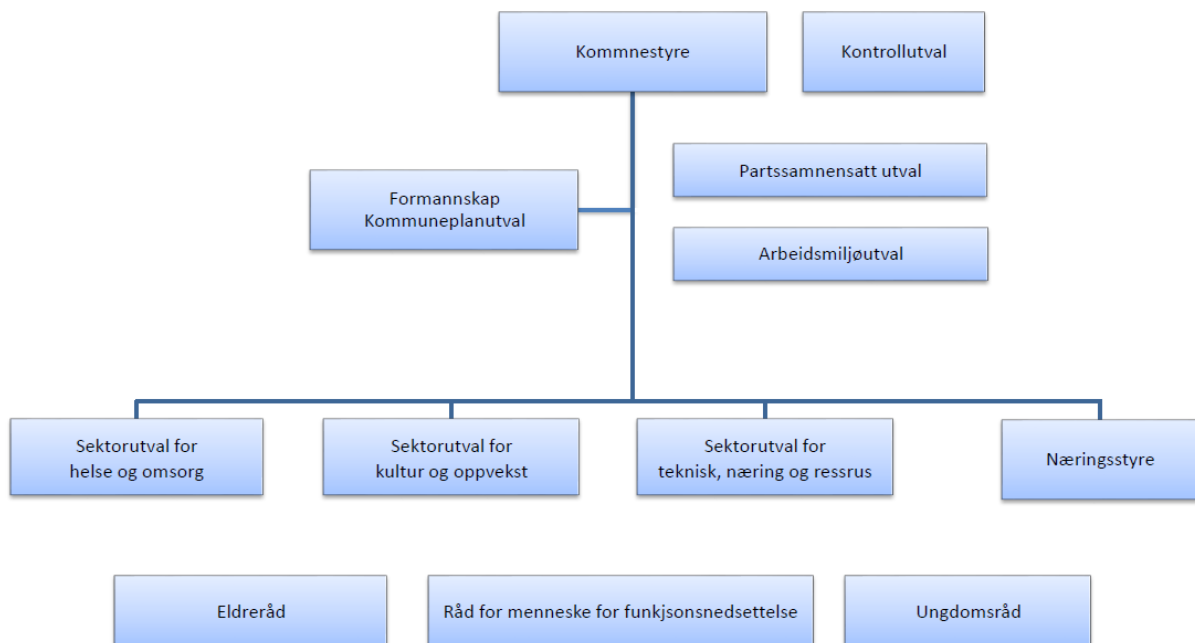 Kommnestyre
Kontrollutval
Partssamnensatt utval
Formannskap
Kommuneplanutval
Arbeidsmiljøutval
Sektorutval for
helse og omsorg
Sektorutval for
kultur og oppvekst
Sektorutval for
teknisk, næring og ressrus
Næringsstyre
Eldreråd
Råd for menneske for funkjsonsnedsettelse
Ungdomsråd